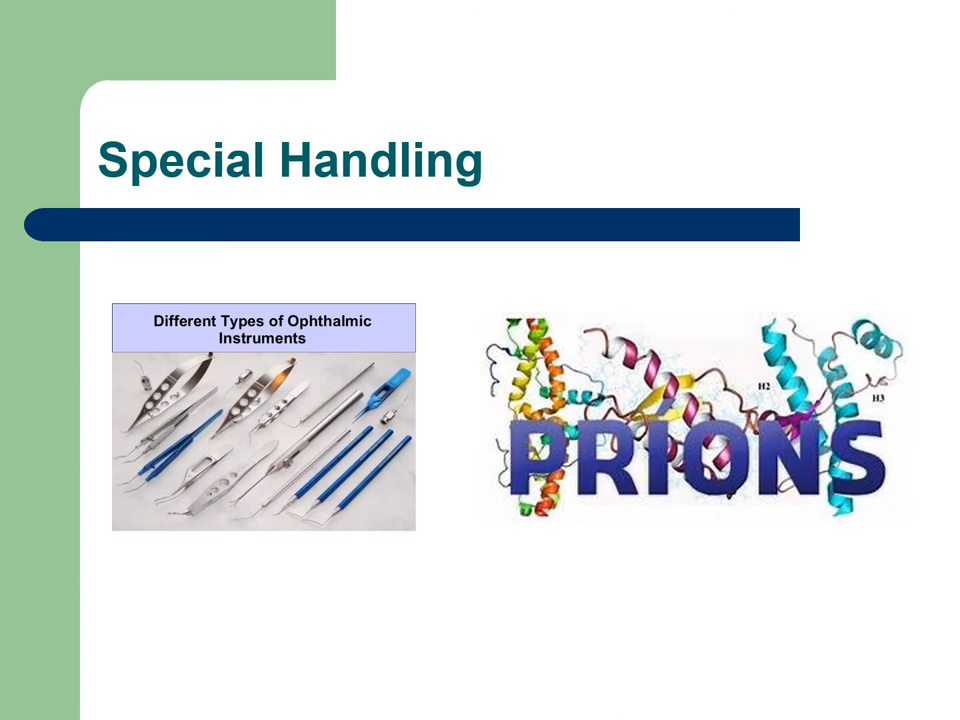 Special Handling
Different Types of Ophthalmic
Instruments
H2
H3
PRIONS